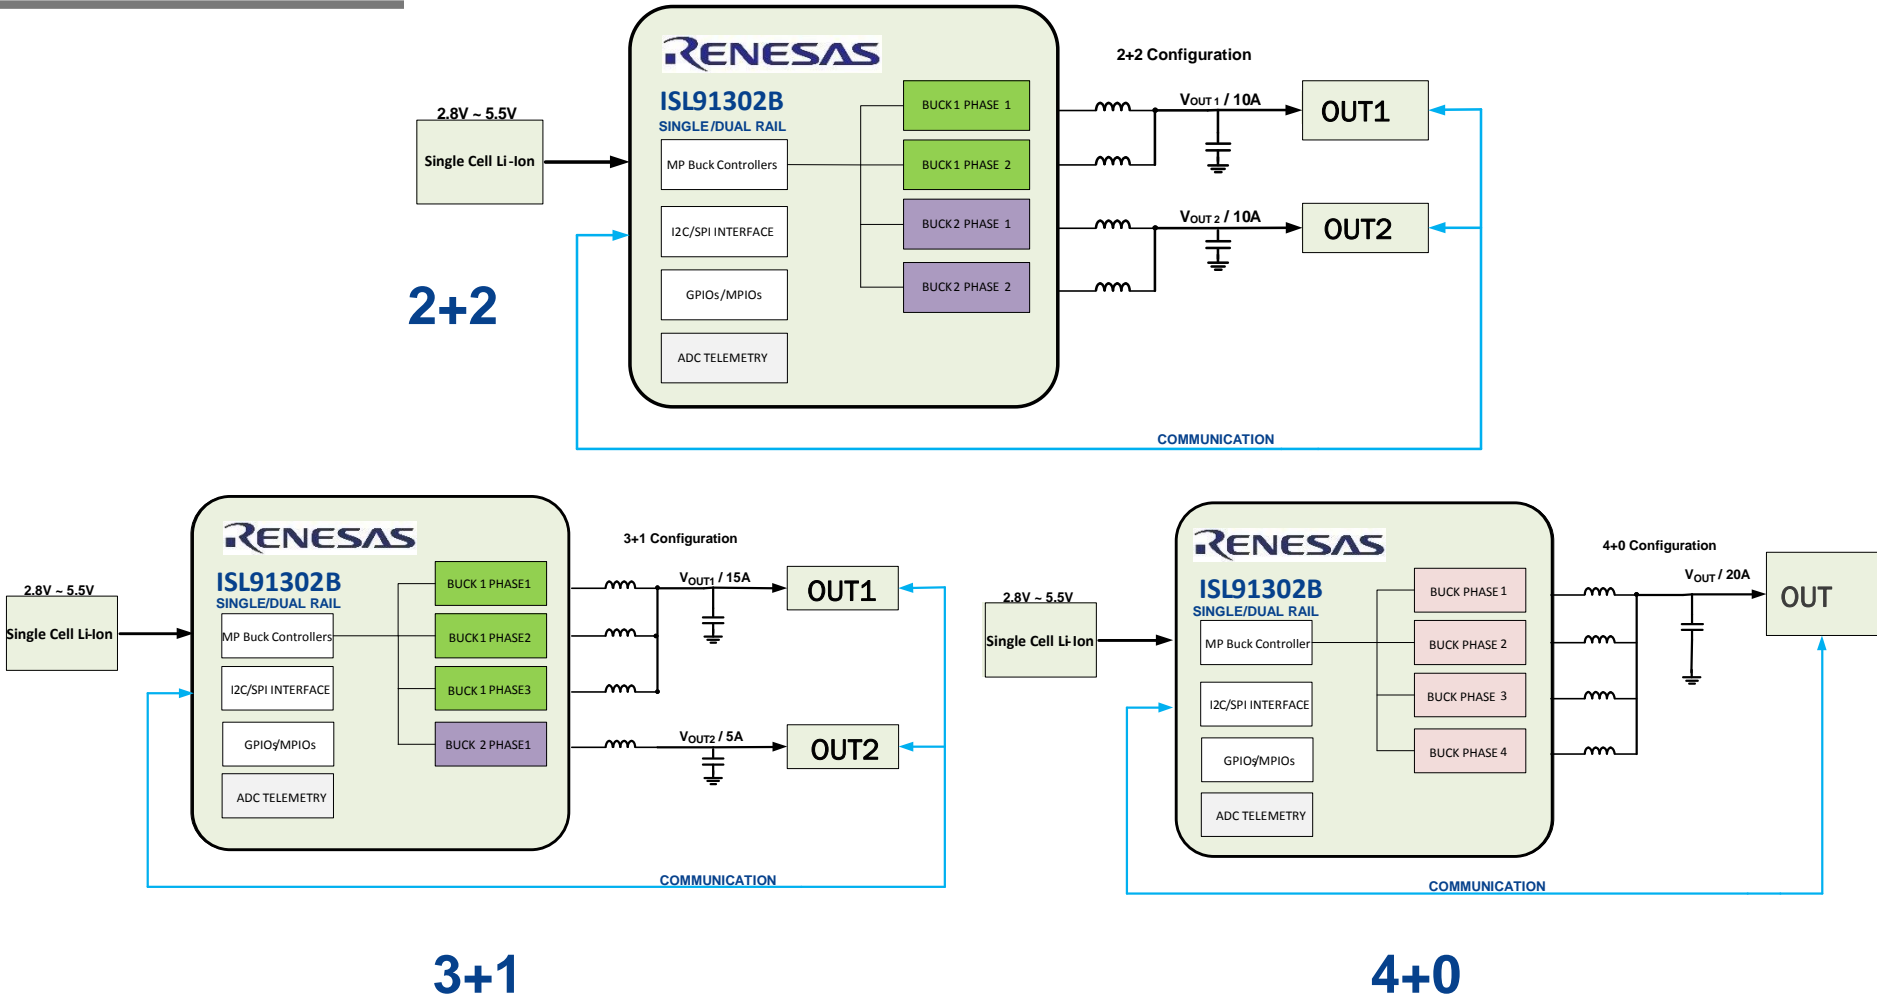 RENESAS
ISL91302B
SINGLE/DUAL RAIL
2.8V ~ 5.5V
Single Cell Li-Ion
MP Buck Controllers
I2C/SPI INTERFACE
GPIOs/MPIOs
ADC TELEMETRY
BUCK1 PHASE 1
BUCK1 PHASE 2
BUCK2 PHASE 1
BUCK2 PHASE 2
2+2 Configuration
VOUT1 / 10A
OUT1
VOUT2 / 10A
OUT2
COMMUNICATION
2+2
RENESAS
ISL91302B
SINGLE/DUAL RAIL
2.8V ~ 5.5V
Single Cell Li-Ion
MP Buck Controllers
I2C/SPI INTERFACE
GPIOs/MPIOs
ADC TELEMETRY
BUCK 1 PHASE1
BUCK1 PHASE2
BUCK 1 PHASE3
BUCK 2 PHASE1
3+1 Configuration
VOUT1 / 15A
OUT1
VOUT2 / 5A
OUT2
COMMUNICATION
3+1
RENESAS
ISL91302B
SINGLE/DUAL RAIL
2.8V ~ 5.5V
Single Cell Li-Ion
MP Buck Controller
I2C/SPI INTERFACE
GPIOs/MPIOs
ADC TELEMETRY
BUCK PHASE 1
BUCK PHASE 2
BUCK PHASE 3
BUCK PHASE 4
4+0 Configuration
VOUT / 20A
OUT
COMMUNICATION
4+0